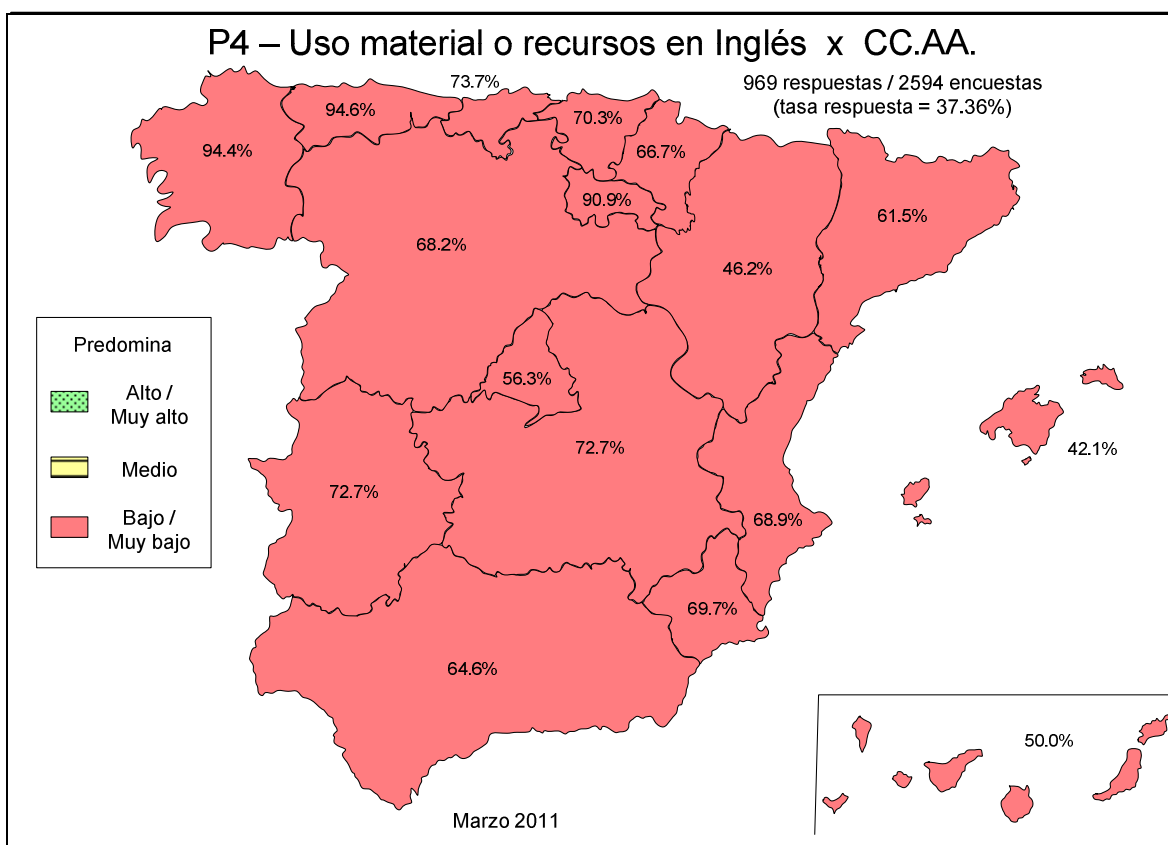 P4 – Uso material o recursos en Inglés x CC.AA.
969 respuestas / 2594 encuestas
(tasa respuesta = 37.36%)
73.7%
94.6%
70.3%
94.4%
66.7%
90.9%
61.5%
68.2%
46.2%
Predomina
Alto /
Muy alto
Medio
Bajo /
Muy bajo
56.3%
72.7%
42.1%
72.7%
68.9%
69.7%
64.6%
50.0%
Marzo 2011